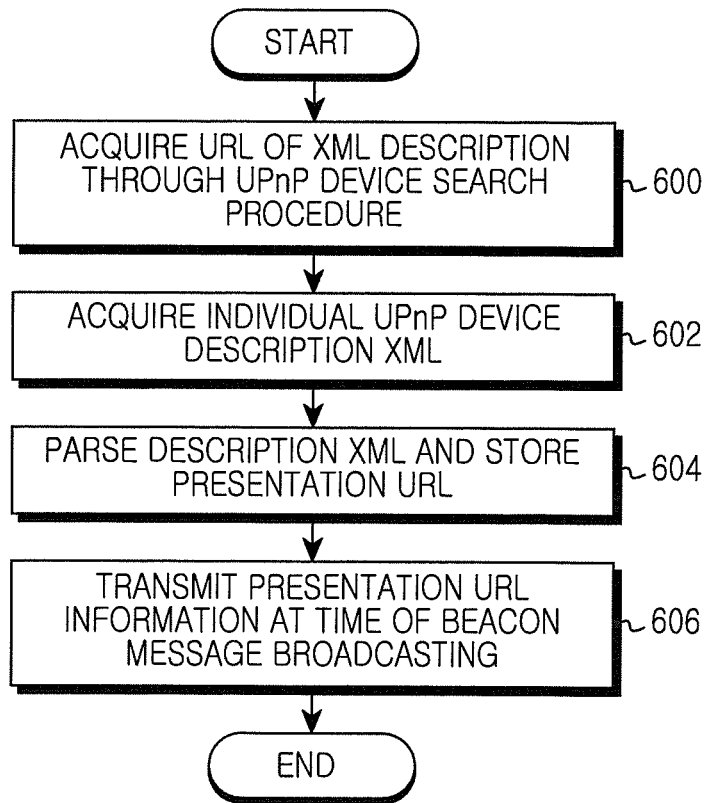 START
ACQUIRE URL OF XML DESCRIPTION
THROUGH UPnP DEVICE SEARCH
PROCEDURE
600
ACQUIRE INDIVIDUAL UPnP DEVICE
DESCRIPTION XML
602
PARSE DESCRIPTION XML AND STORE
PRESENTATION URL
604
TRANSMIT PRESENTATION URL
INFORMATION AT TIME OF BEACON
MESSAGE BROADCASTING
606
END